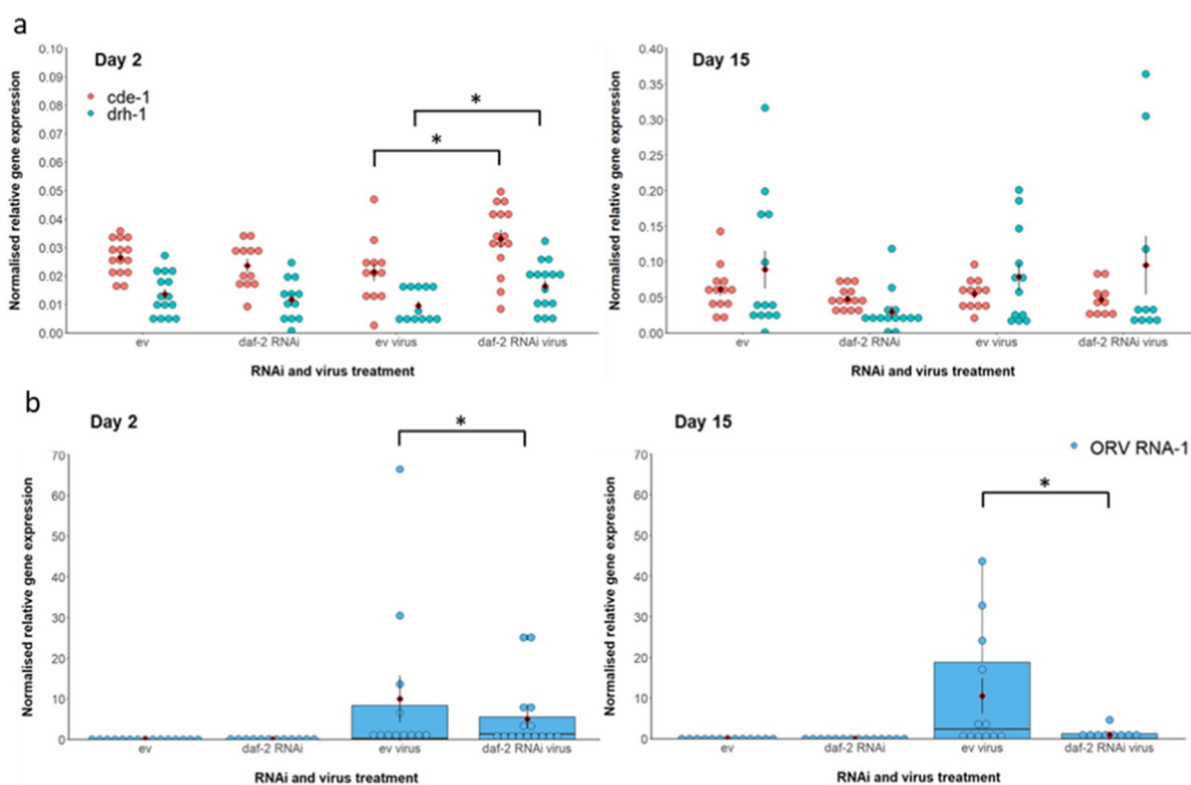 a
Day 2
cde-1
drh-1
*
*
Normalised relative gene expression
0.10
0.09
0.08
0.07
0.06
0.05
0.04
0.03
0.02
0.01
0.00
ev
daf-2 RNAi
ev virus
daf-2 RNAi virus
RNAi and virus treatment
Day 15
Normalised relative gene expression
0.40
0.35
0.30
0.25
0.20
0.15
0.10
0.05
0.00
ev
daf-2 RNAi
ev virus
daf-2 RNAi virus
RNAi and virus treatment
b
Day 2
*
Normalised relative gene expression
70
60
50
40
30
20
10
0
ev
daf-2 RNAi
ev virus
daf-2 RNAi virus
RNAi and virus treatment
Day 15
ORV RNA-1
*
Normalised relative gene expression
70
60
50
40
30
20
10
0
ev
daf-2 RNAi
ev virus
daf-2 RNAi virus
RNAi and virus treatment